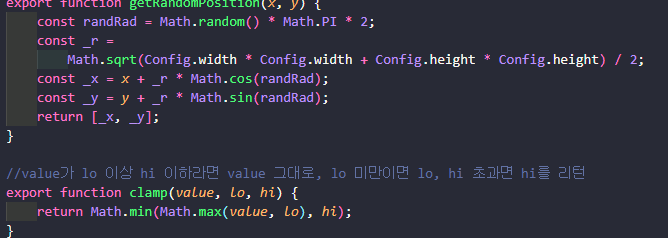 export function getRandomPosition(x, y) {
const randRad = Math.random() * Math.PI * 2;
const _r =
Math.sqrt(Config.width * Config.width + Config.height * Config.height) / 2;
const _x = x + _r * Math.cos(randRad);
const _y = y + _r * Math.sin(randRad);
return [_x, _y];
}
//value가 lo 이상 hi 이하라면 value 그대로, lo 미만이면 lo, hi 초과면 hi를 리턴
export function clamp(value, lo, hi) {
return Math.min(Math.max(value, lo), hi);
}